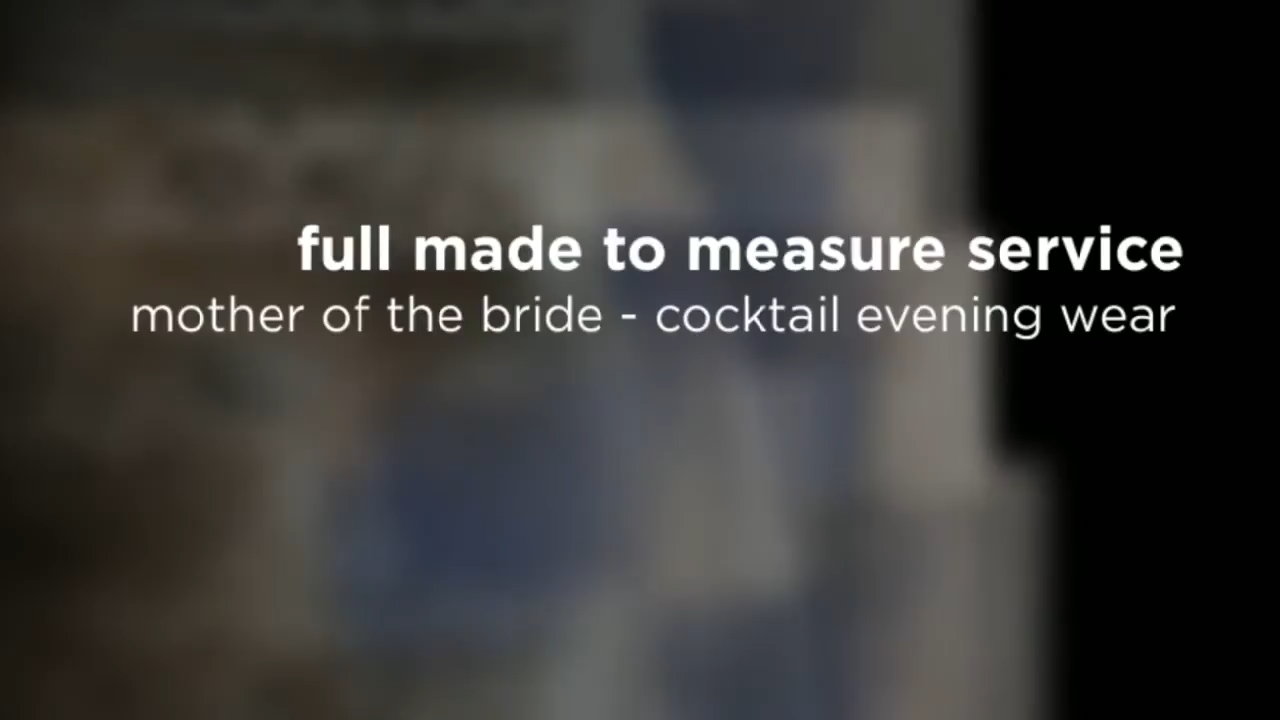 full made to measure service
mother of the bride - cocktail evening wear